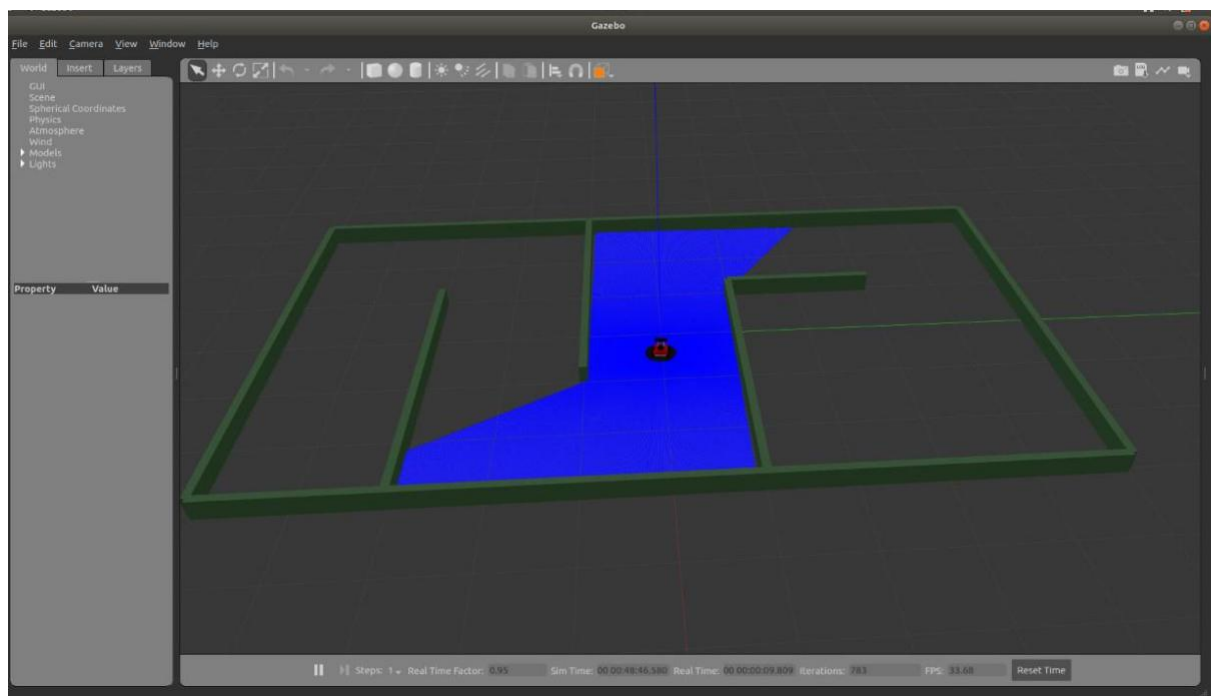 Gazebo
File Edit Camera View Window Help
World Insert Layers
GUI
Scene
Spherical Coordinates
Physics
Atmosphere
Wind
Models
Lights
Property Value
Steps: 1 Real Time Factor: 0.95 Sim Time: 00 00:48:46.580 Real Time: 00 00:00:09.809 Iterations: 783 FPS: 33.68 Reset Time